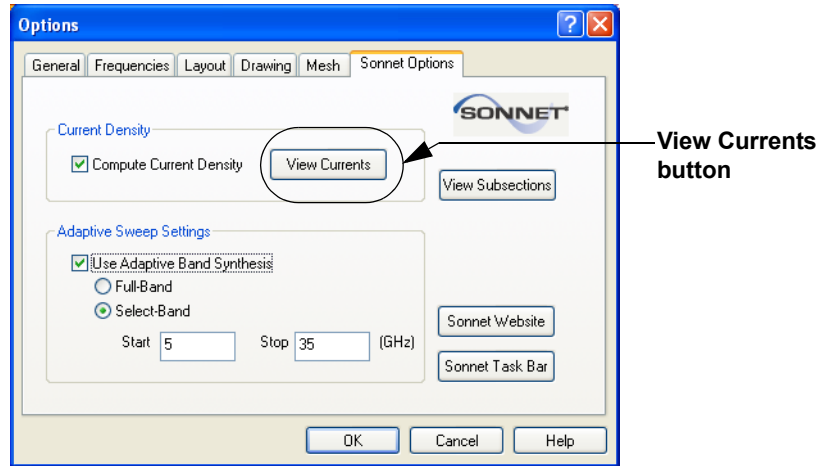 Options
General Frequencies Layout Drawing Mesh Sonnet Options
SONNET
Current Density
Compute Current Density View Currents
View Currents
button
View Subsections
Adaptive Sweep Settings
Use Adaptive Band Synthesis
Full-Band
Select-Band
Start 5 Stop 35 (GHz)
Sonnet Website
Sonnet Task Bar
OK Cancel Help